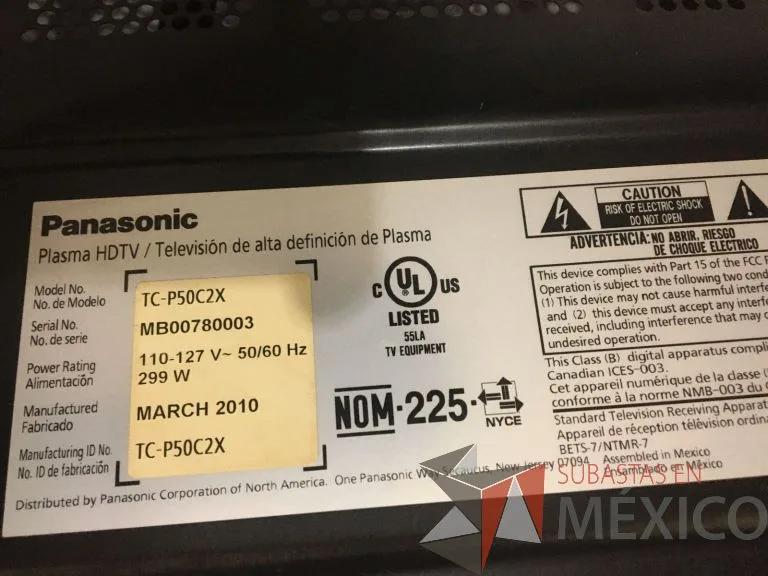 Panasonic
Plasma HDTV / Televisión de alta definición de Plasma
Model No.
No. de Modelo
TC-P50C2X
Serial No.
No. de serie
MB00780003
Power Rating
Alimentación
110-127 V~ 50/60 Hz
299 W
Manufactured
Fabricado
MARCH 2010
Manufacturing ID No.
No. ID de fabricación
TC-P50C2X
Distributed by Panasonic Corporation of North America. One Panasonic Way Secaucus, New Jersey 07094
C UL US
LISTED
55LA
TV EQUIPMENT
NOM-225-
NYCE
CAUTION
RISK OF ELECTRIC SHOCK
DO NOT OPEN
ADVERTENCIA: NO ABRIR, RIESGO
DE CHOQUE ELECTRICO
This device complies with Part 15 of the FCC
Operation is subject to the following two
(1) This device may not cause harmful
and (2) this device must accept any
received, including interference that may
undesired operation.
This Class (B) digital apparatus
Canadian ICES-003.
Cet appareil numérique de la classe
conforme à la norme NMB-003 du
Standard Television Receiving
Appareil de réception télévision
BETS-7/NTMR-7
Assembled in Mexico
Ensamblado en México
SUBASTAS EN
MÉXICO